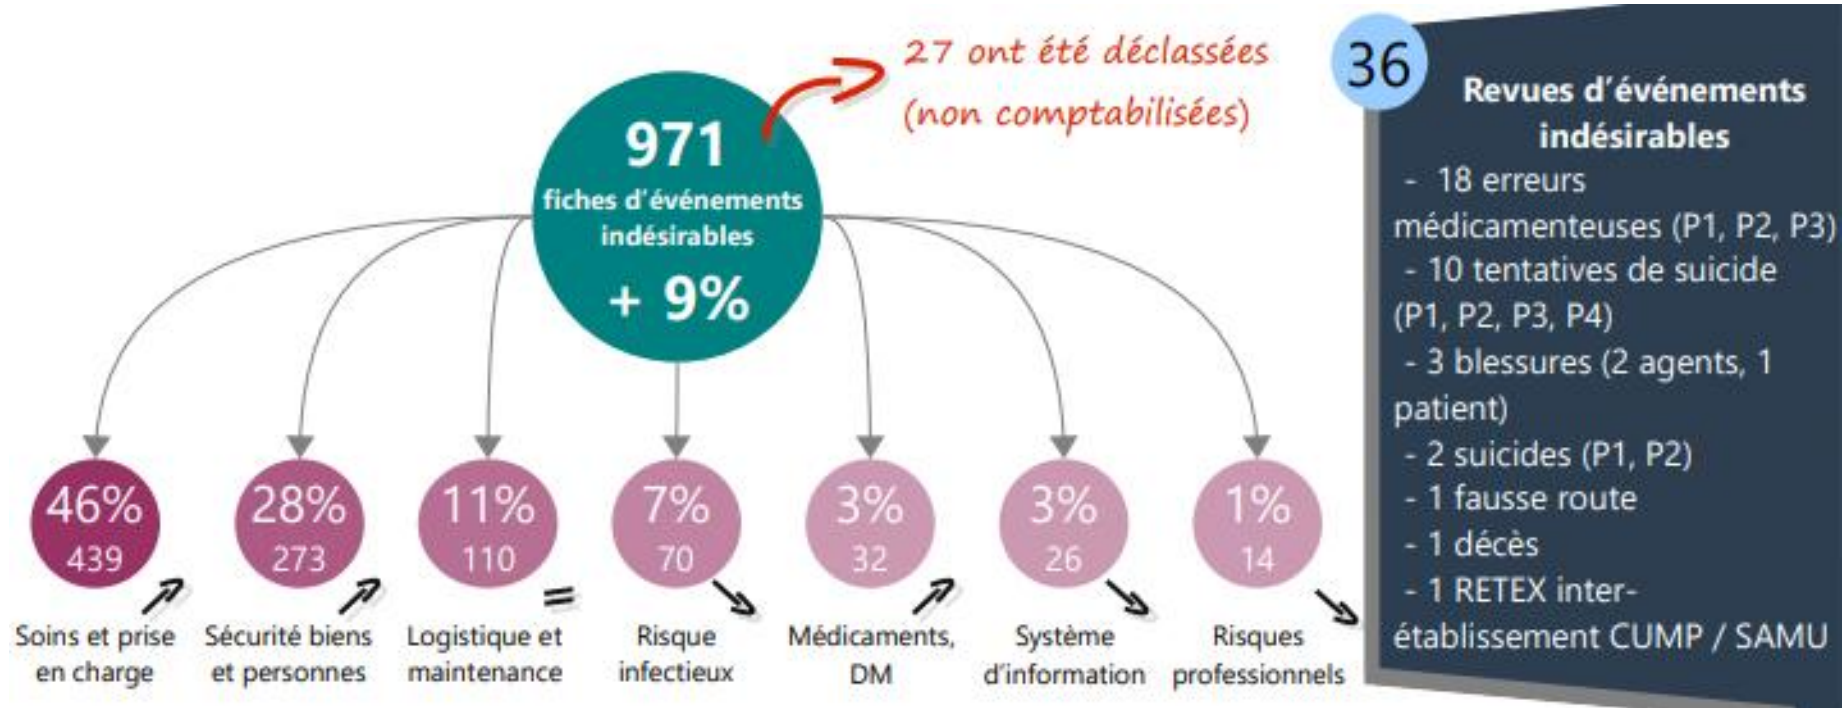 27 ont été déclassées
(non comptabilisées)
971
fiches d'événements
indésirables
+ 9%
46%
439
Soins et prise
en charge
28%
273
Sécurité biens
et personnes
11%
110
=
Logistique et
maintenance
7%
70
Risque
infectieux
3%
32
Médicaments,
DM
3%
26
Système
d'information
1%
14
Risques
professionnels
36
Revues d'événements
indésirables
- 18 erreurs
médicamenteuses (P1, P2, P3)
- 10 tentatives de suicide
(P1, P2, P3, P4)
- 3 blessures (2 agents, 1
patient)
- 2 suicides (P1, P2)
- 1 fausse route
- 1 décès
- 1 RETEX inter-
établissement CUMP / SAMU